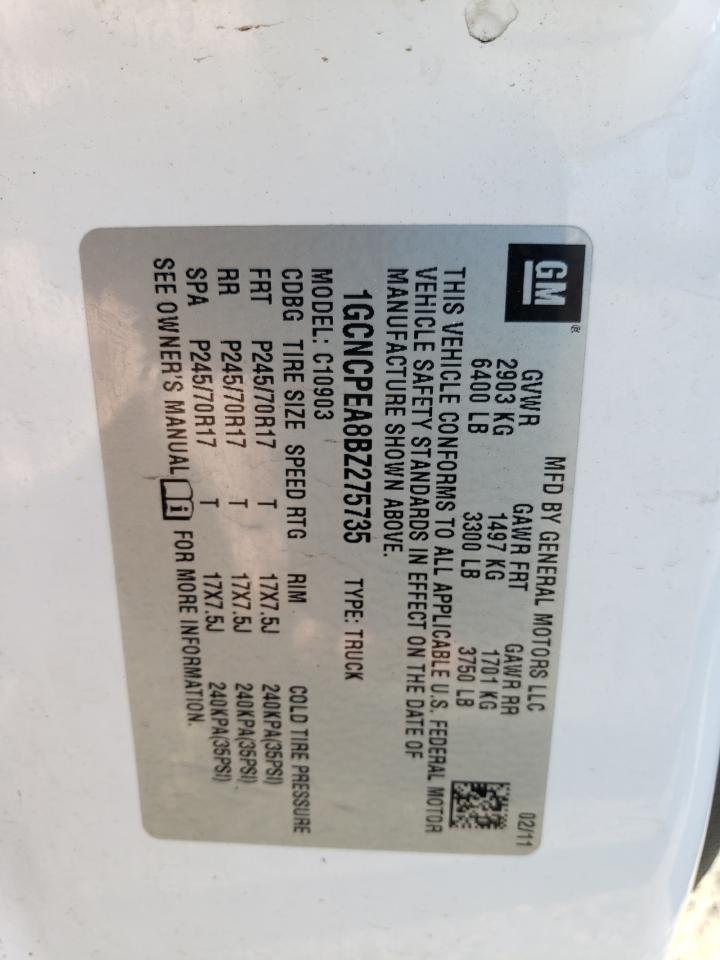 GM®
MFD BY GENERAL MOTORS LLC 02/11
GVWR GAWR FRT GAWR RR
2903 KG 1497 KG 1701 KG
6400 LB 3300 LB 3750 LB
THIS VEHICLE CONFORMS TO ALL APPLICABLE U.S. FEDERAL MOTOR
VEHICLE SAFETY STANDARDS IN EFFECT ON THE DATE OF
MANUFACTURE SHOWN ABOVE.
1GCNCPEA8BZ275735 TYPE: TRUCK
MODEL: C10903
CDBG TIRE SIZE SPEED RTG RIM COLD TIRE PRESSURE
FRT P245/70R17 T 17X7.5J 240KPA(35PSI)
RR P245/70R17 T 17X7.5J 240KPA(35PSI)
SPA P245/70R17 T 17X7.5J 240KPA(35PSI)
SEE OWNER'S MANUAL FOR MORE INFORMATION.